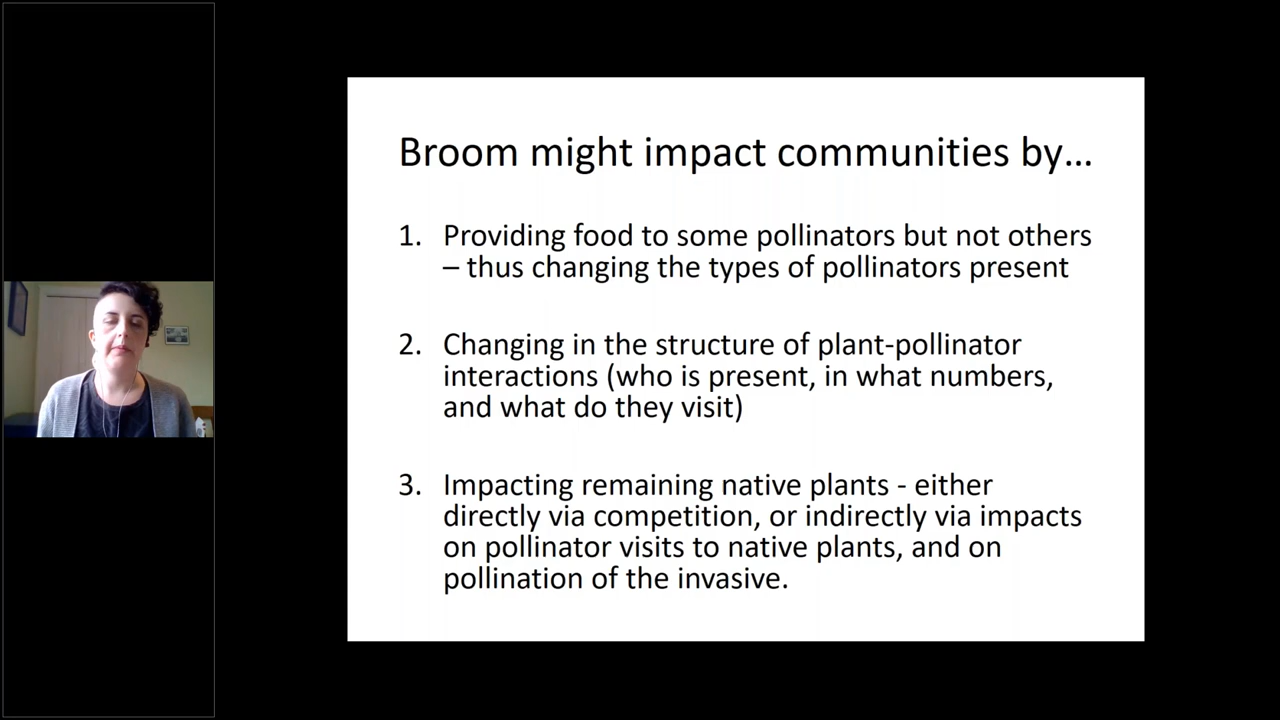 Broom might impact communities by...
1. Providing food to some pollinators but not others
– thus changing the types of pollinators present
2. Changing in the structure of plant-pollinator
interactions (who is present, in what numbers,
and what do they visit)
3. Impacting remaining native plants - either
directly via competition, or indirectly via impacts
on pollinator visits to native plants, and on
pollination of the invasive.